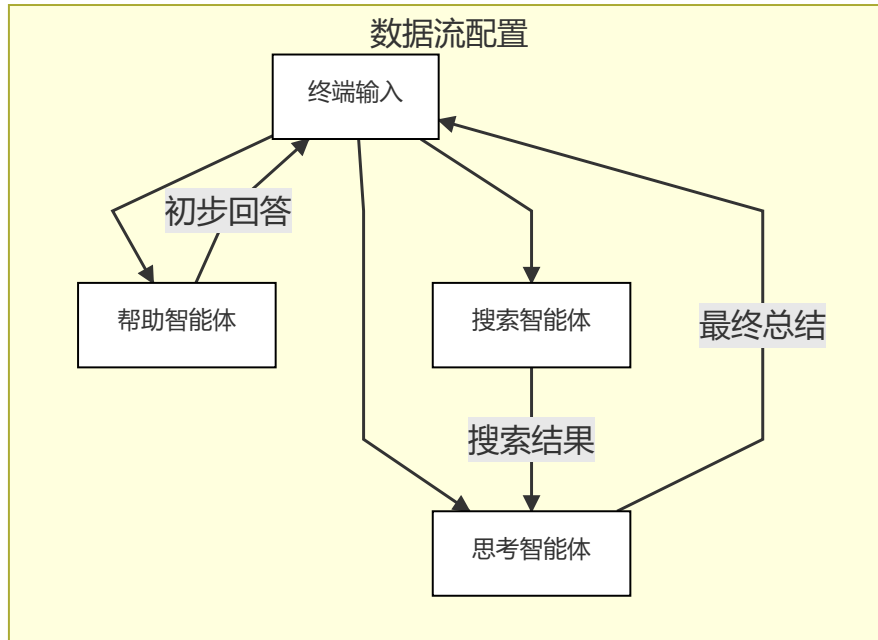 数据流配置
终端输入
初步回答
帮助智能体
搜索智能体
最终总结
搜索结果
思考智能体